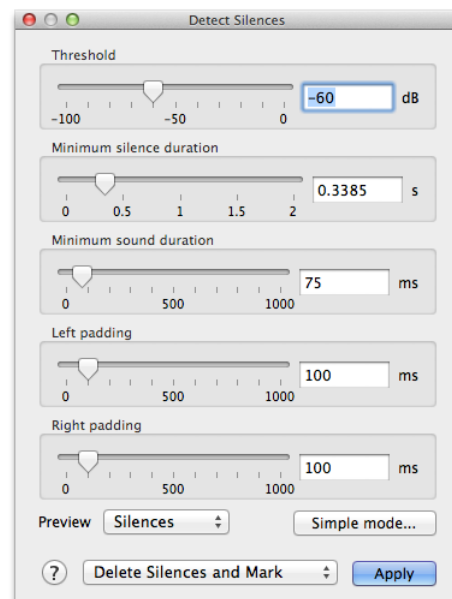 Detect Silences
Threshold
-60 dB
-100 -50 0
Minimum silence duration
0.3385 s
0 0.5 1 1.5 2
Minimum sound duration
75 ms
0 500 1000
Left padding
100 ms
0 500 1000
Right padding
100 ms
0 500 1000
Preview Silences Simple mode...
? Delete Silences and Mark Apply